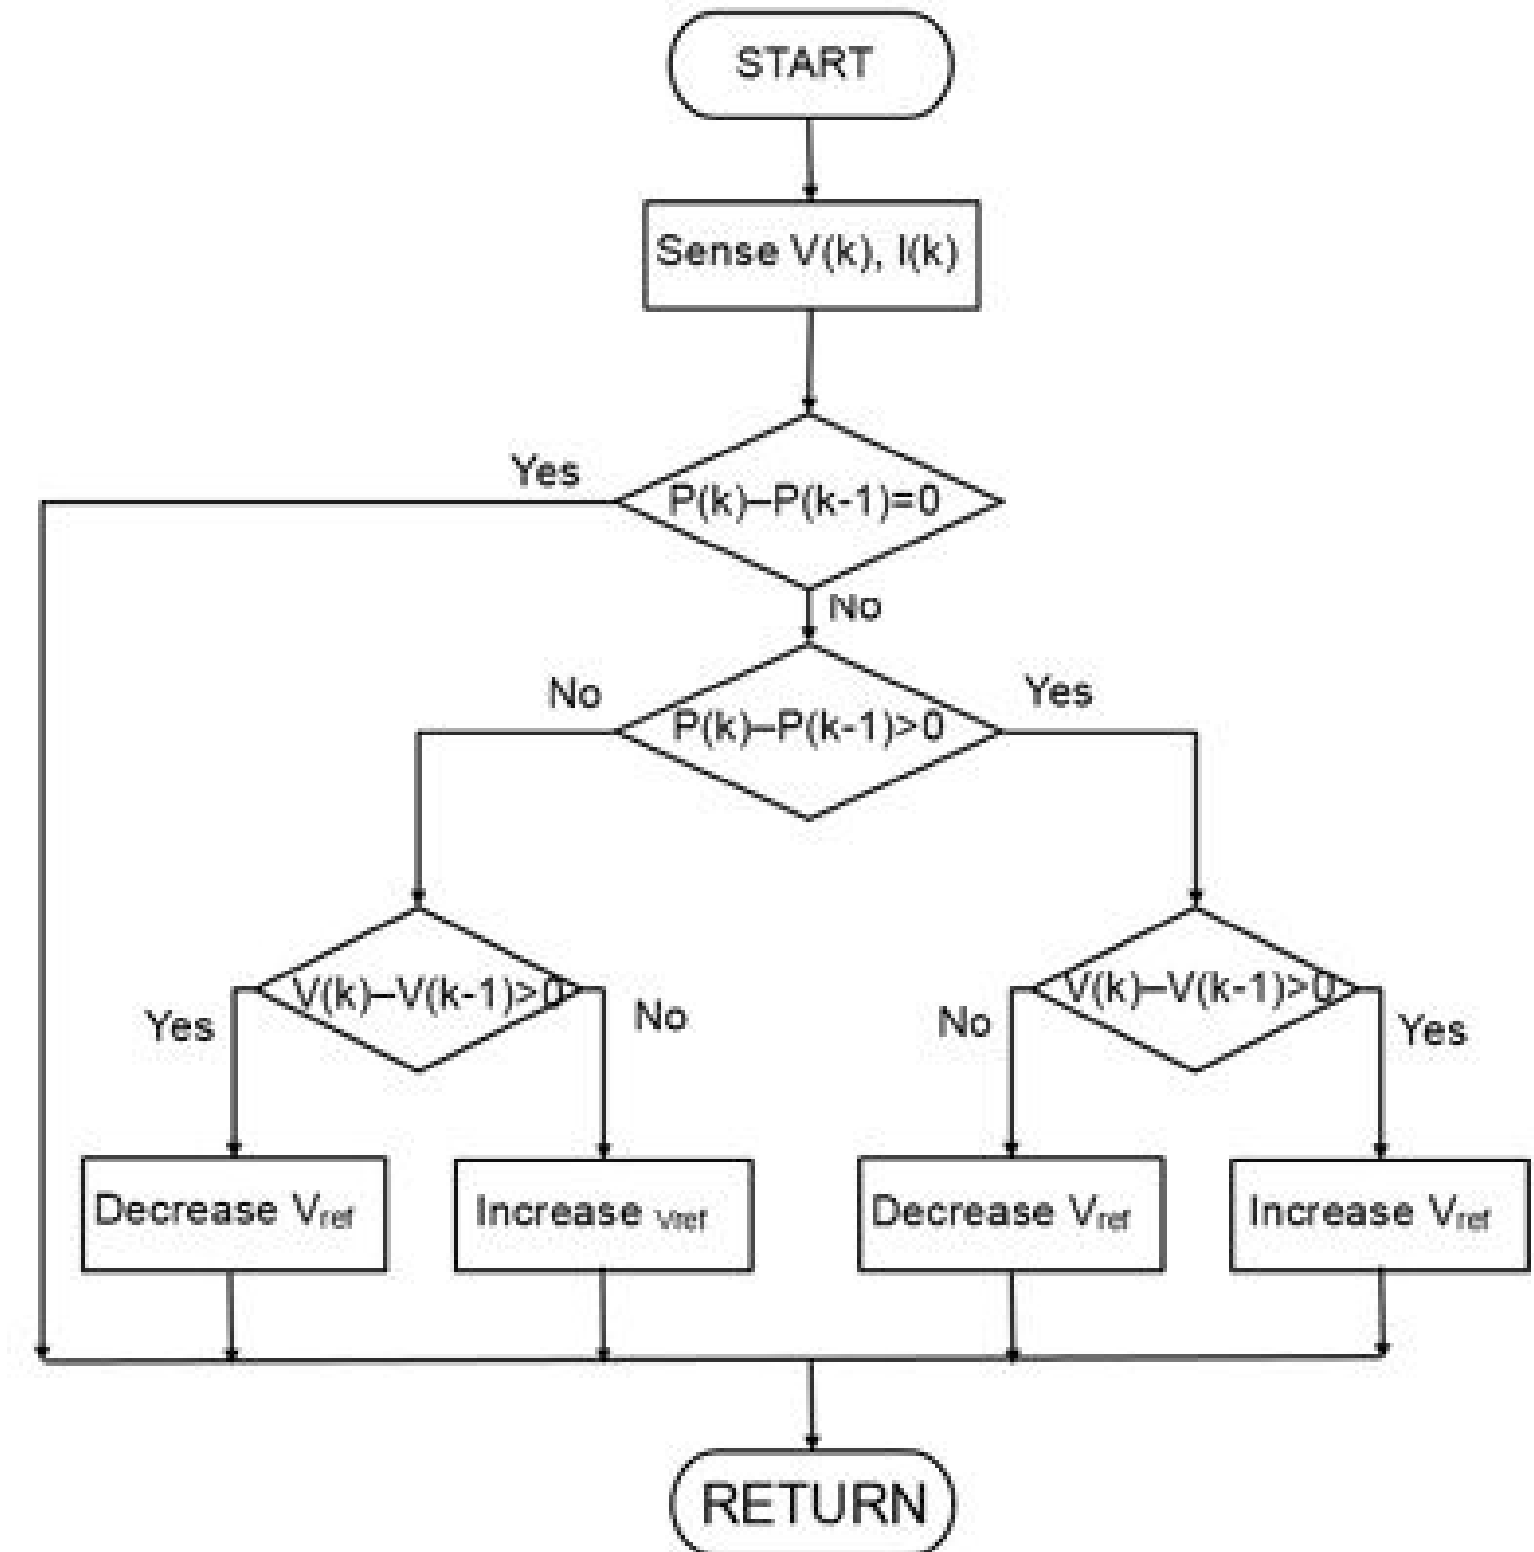 START
Sense V(k), I(k)
Yes
P(k)–P(k-1)=0
No
No
P(k)–P(k-1)>0
Yes
V(k)–V(k-1)>0
V(k)–V(k-1)>0
Yes
No
No
Yes
Decrease Vref
Increase Vref
Decrease Vref
Increase Vref
RETURN